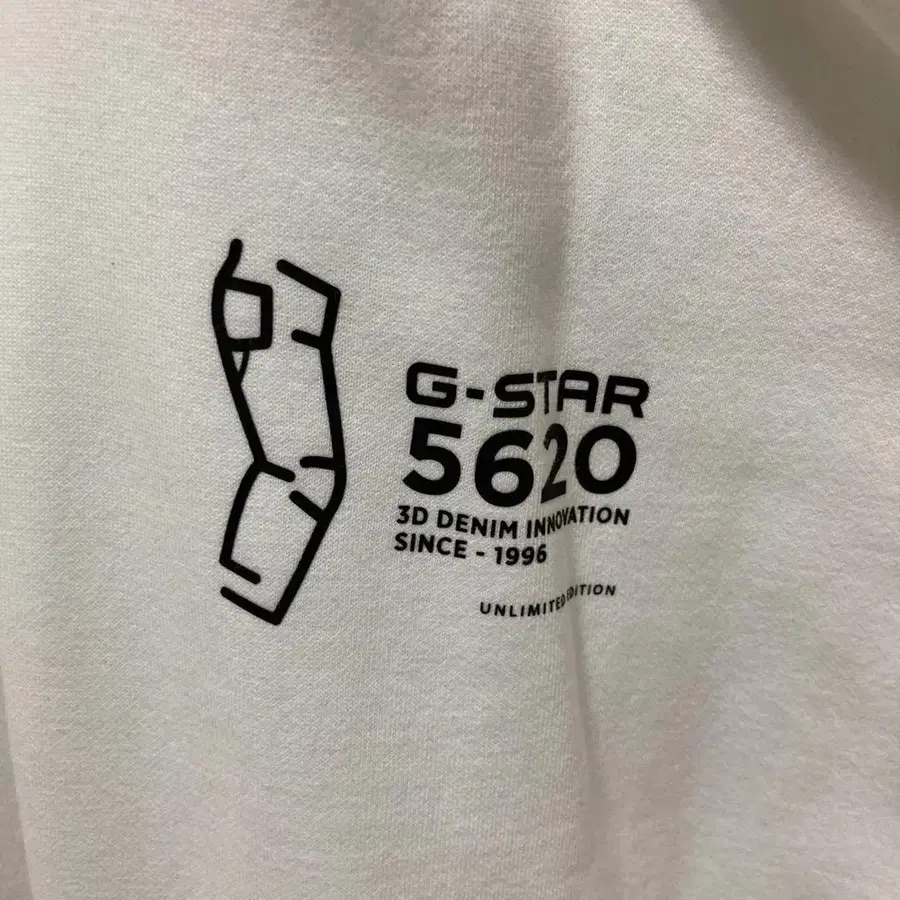 G-STAR
5620
3D DENIM INNOVATION
SINCE - 1996
UNLIMITED EDITION